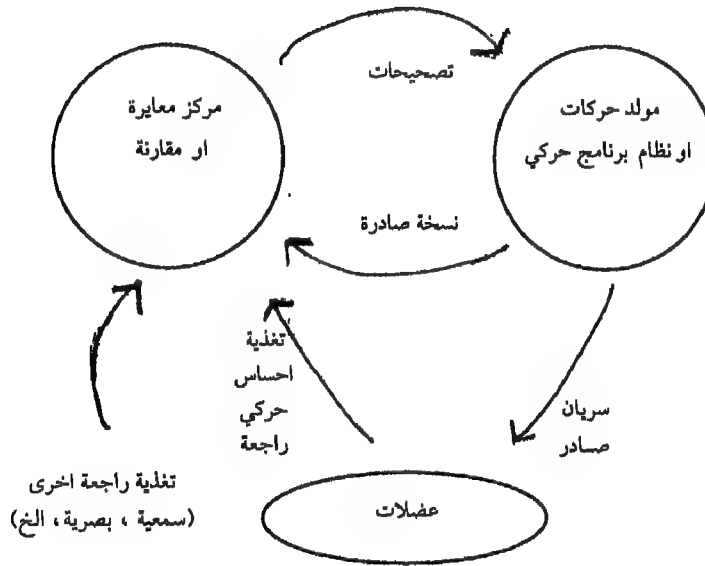 تصحيحات
مولد حركات
او نظام برنامج حركي
مركز معايرة
او مقارنة
نسخة صادرة
تغذية
احساس
حركي
راجعة
سريان
صادر
تغذية راجعة اخرى
(سمعية ، بصرية ، الخ)
عضلات